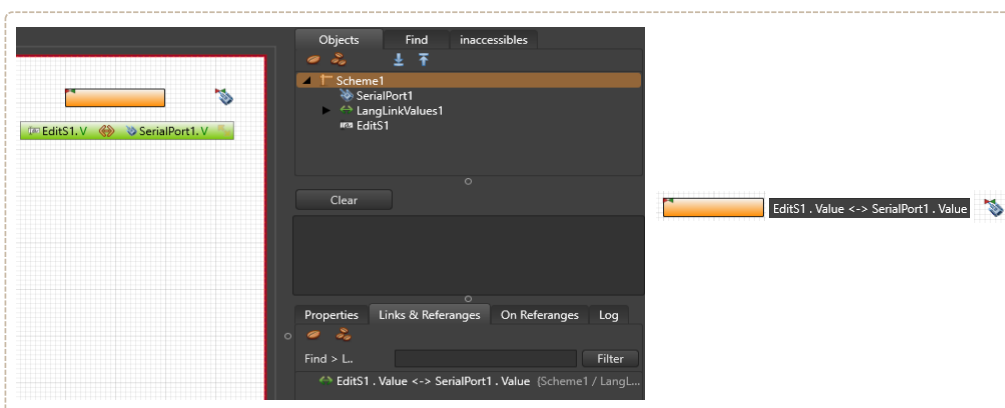 Objects Find inaccessibles
Scheme1
SerialPort1
LangLinkValues1
EditS1
EditS1. V SerialPort1. V
Clear
EditS1 . Value <-> SerialPort1 . Value
Properties Links & Referanges On Referanges Log
Find > L.. Filter
EditS1 . Value <-> SerialPort1 . Value (Scheme1 / LangL...